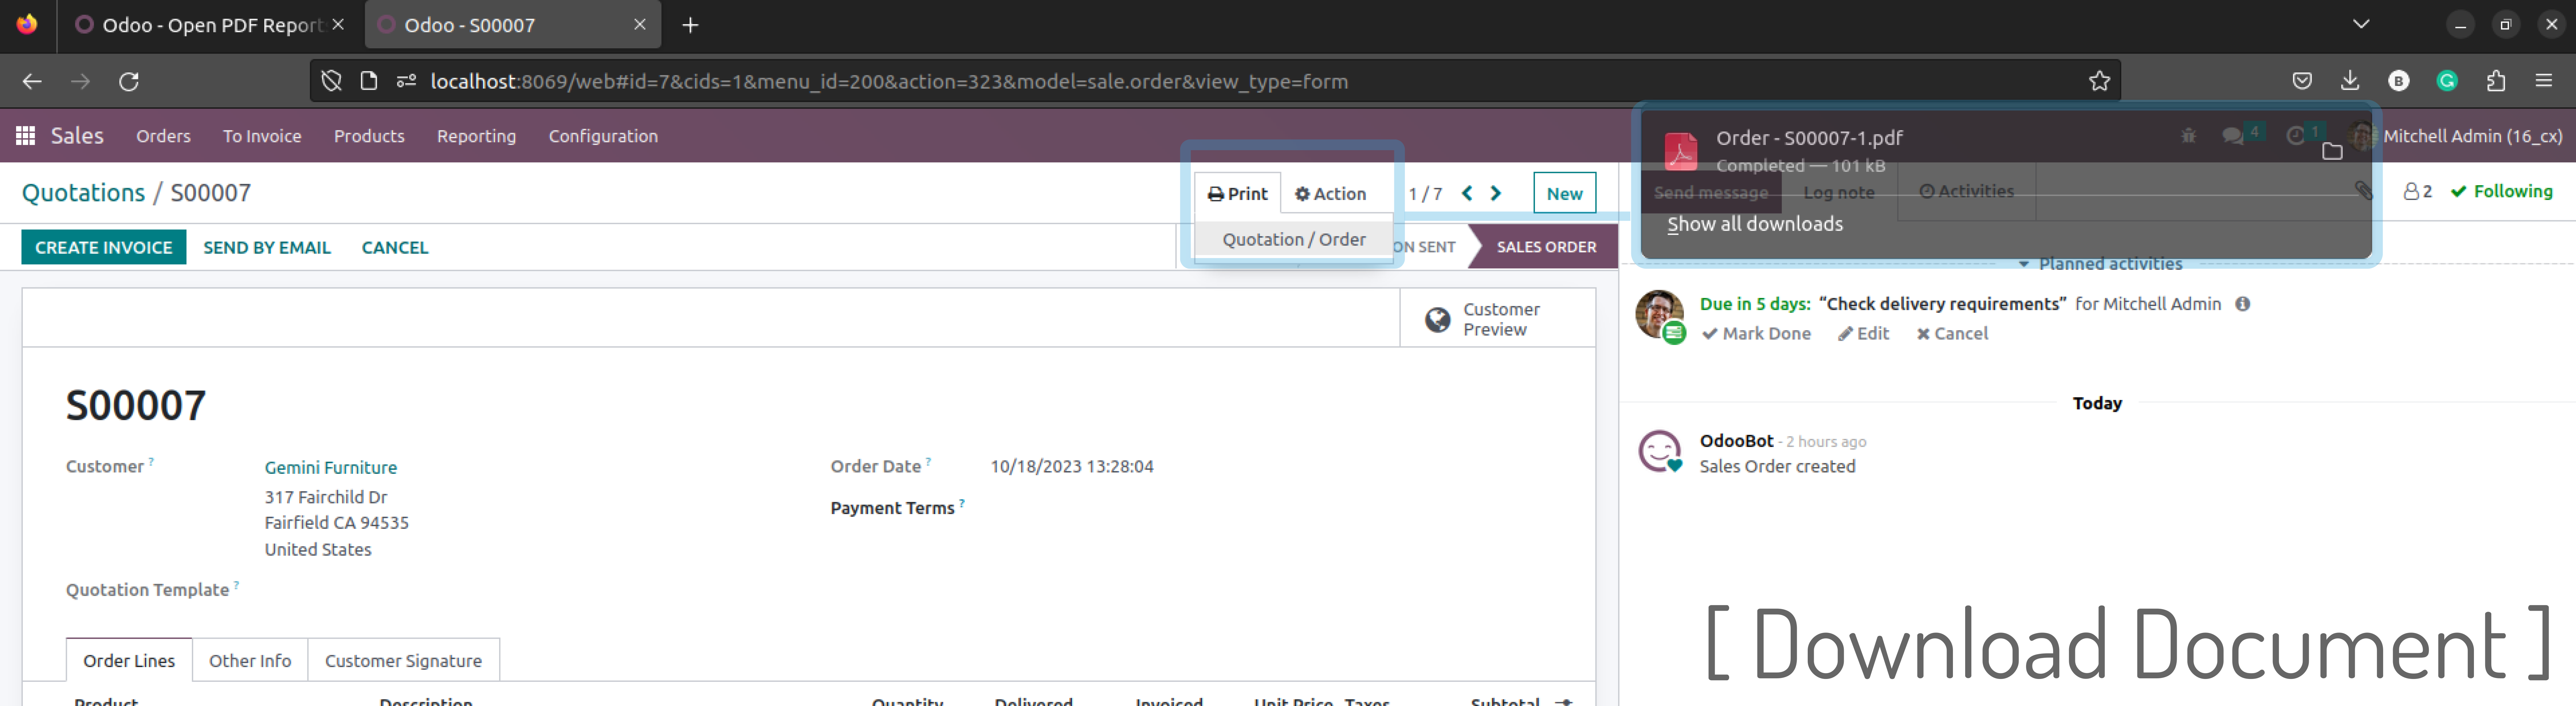 Odoo - Open PDF Report
Odoo - S00007
localhost:8069/web#id=7&cids=1&menu_id=200&action=323&model=sale.order&view_type=form
Sales Orders To Invoice Products Reporting Configuration
Order - S00007-1.pdf
Completed — 101 kB
Show all downloads
4
1
Mitchell Admin (16_cx)
Quotations / S00007
Print Action
1 / 7
New
Quotation / Order
Send message Log note Activities
2 Following
CREATE INVOICE SEND BY EMAIL CANCEL
ON SENT SALES ORDER
Planned activities
Customer
Preview
Due in 5 days: “Check delivery requirements” for Mitchell Admin
Mark Done Edit Cancel
S00007
Today
Customer ?
Gemini Furniture
317 Fairchild Dr
Fairfield CA 94535
United States
Order Date ? 10/18/2023 13:28:04
Payment Terms ?
OdooBot - 2 hours ago
Sales Order created
Quotation Template ?
[ Download Document ]
Order Lines Other Info Customer Signature
Product Description Quantity Delivered Invoiced Unit Price Taxes Subtotal